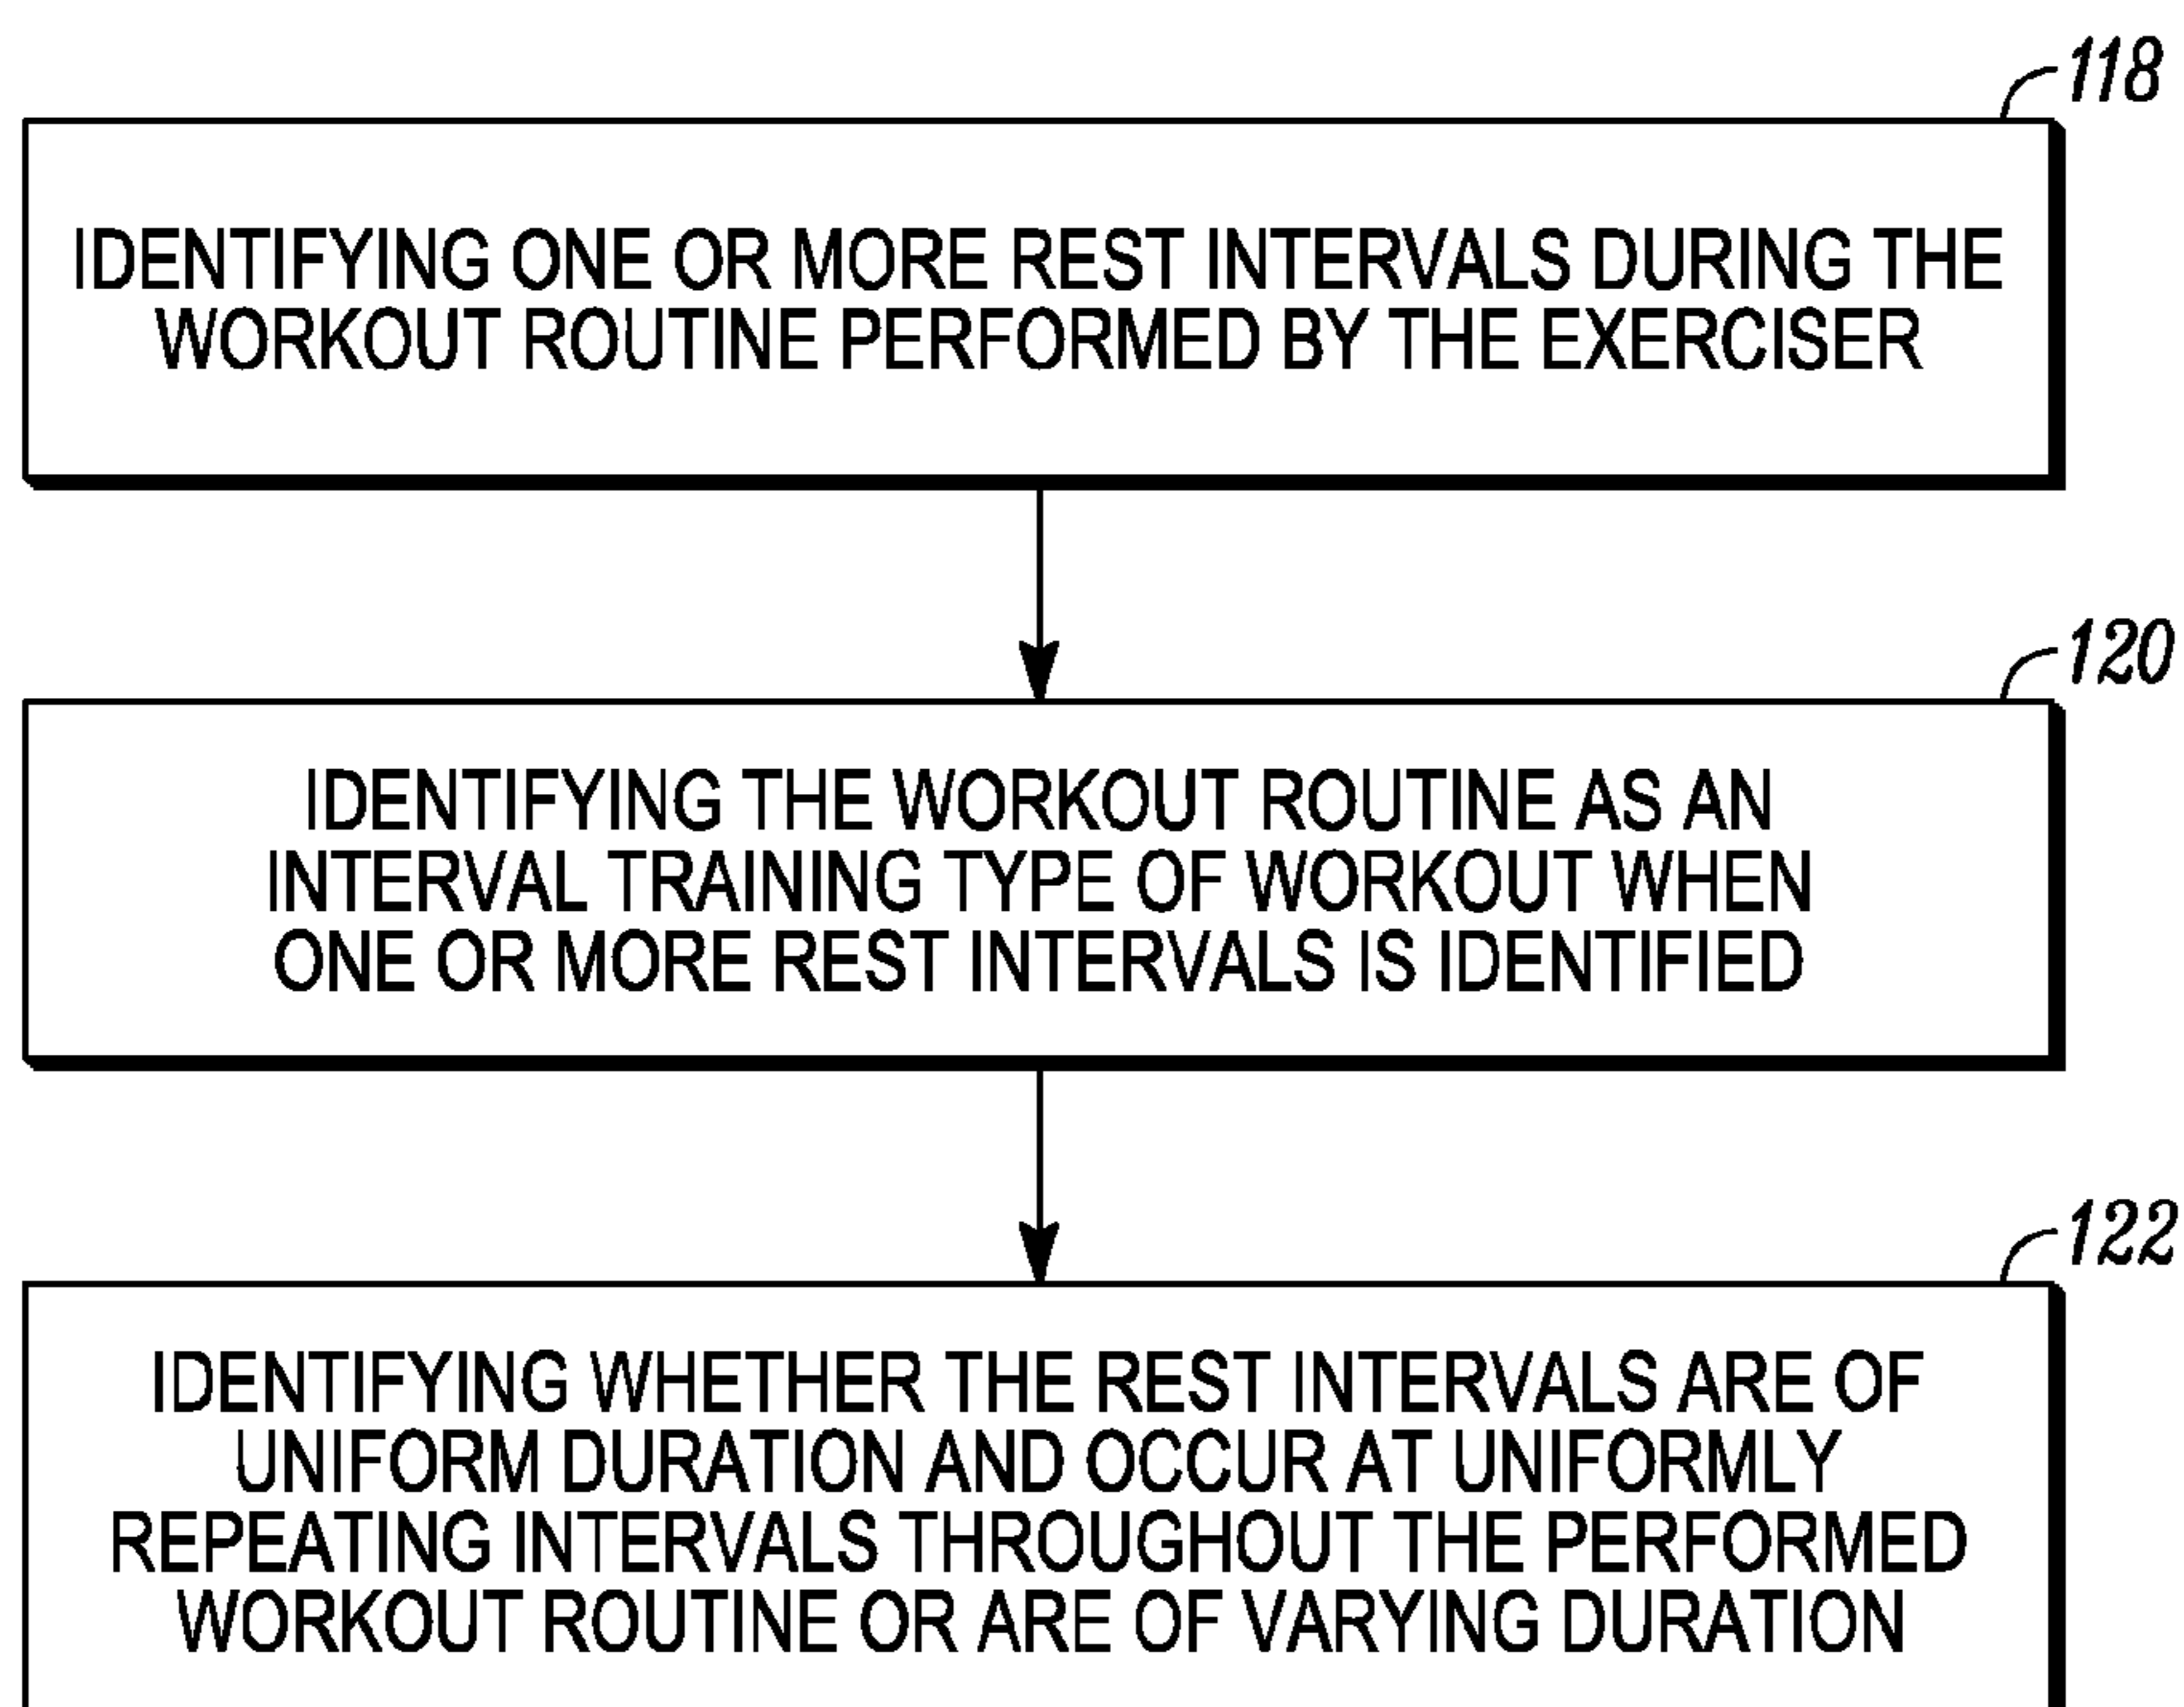 118
IDENTIFYING ONE OR MORE REST INTERVALS DURING THE
WORKOUT ROUTINE PERFORMED BY THE EXERCISER
120
IDENTIFYING THE WORKOUT ROUTINE AS AN
INTERVAL TRAINING TYPE OF WORKOUT WHEN
ONE OR MORE REST INTERVALS IS IDENTIFIED
122
IDENTIFYING WHETHER THE REST INTERVALS ARE OF
UNIFORM DURATION AND OCCUR AT UNIFORMLY
REPEATING INTERVALS THROUGHOUT THE PERFORMED
WORKOUT ROUTINE OR ARE OF VARYING DURATION